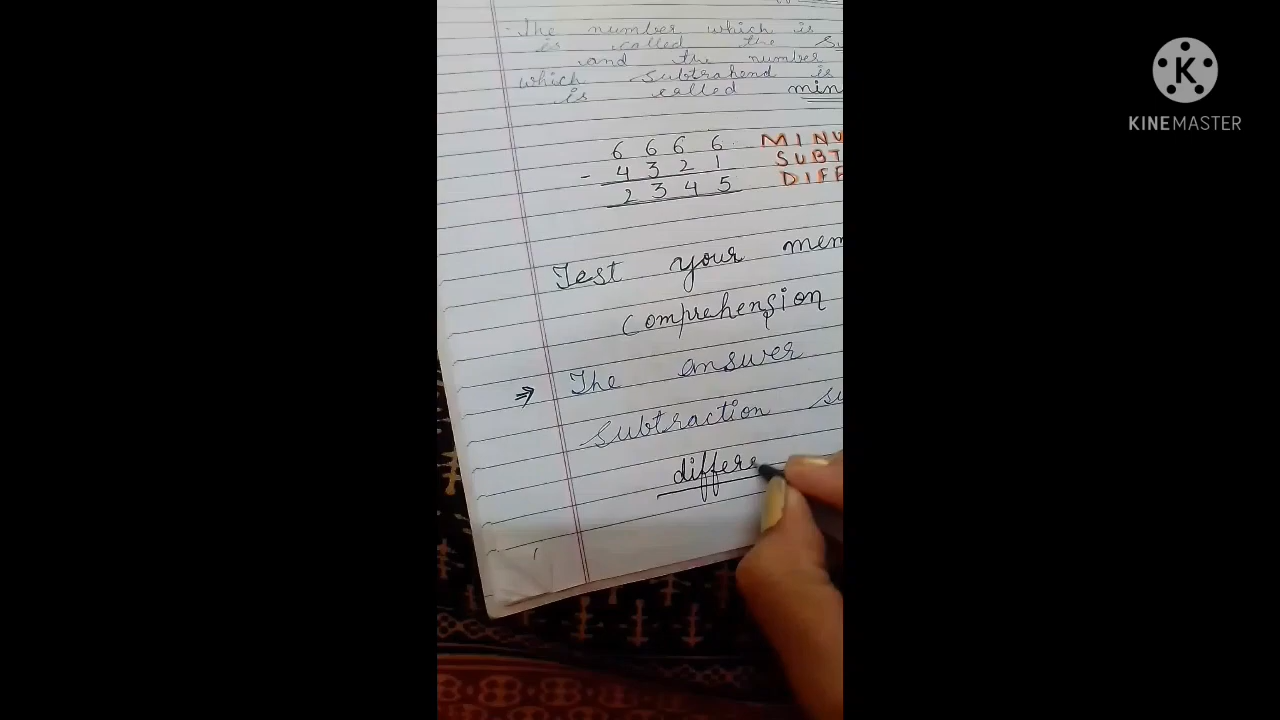 The number which is
is called the Su
and the number
which subtrahend is
is called min
6 6 6 6 MINU
- 4 3 2 1 SUBT
2 3 4 5 DIFF
Test your mem
Comprehension
⇒ The answer
subtraction su
differe
K
KINEMASTER